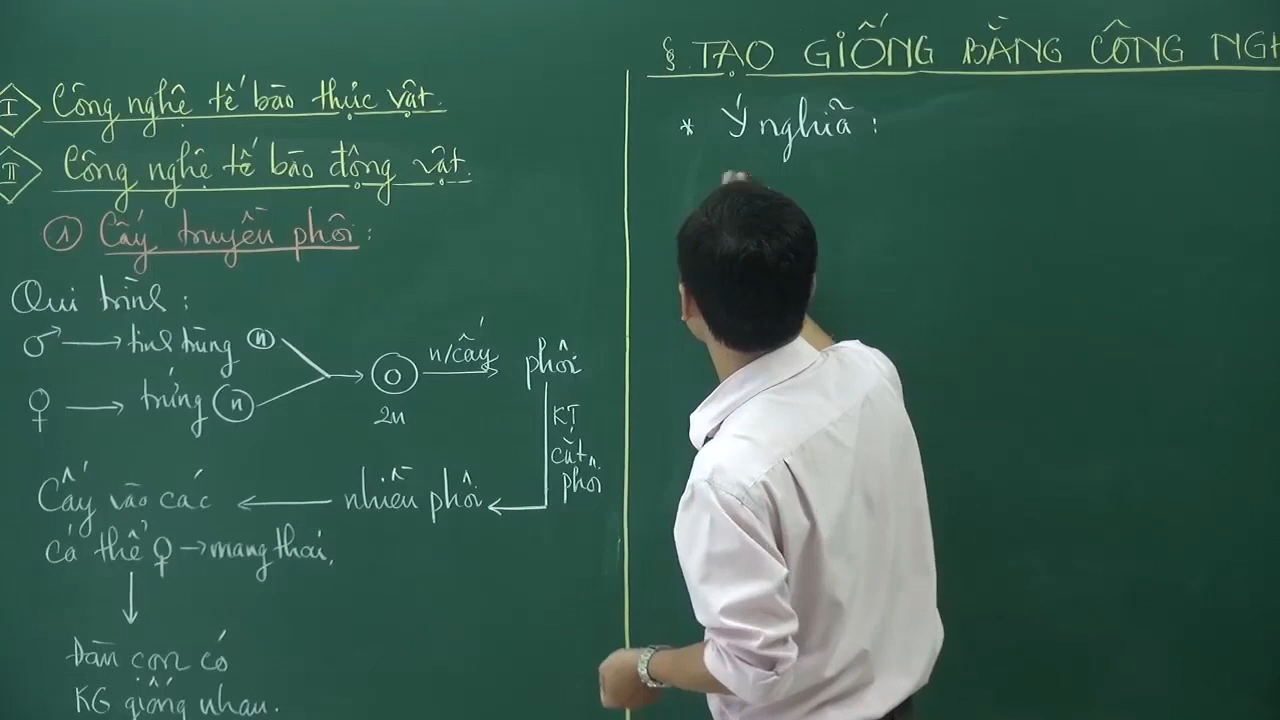 §. TẠO GIỐNG BẰNG CÔNG NGH
I Công nghệ tế bào thực vật.
II Công nghệ tế bào động vật.
1 Cấy truyền phôi:
Qui trình:
♂ → tinh trùng n
♀ → trứng n
2n
n/cấy → phôi
KT
cắt
phôi
nhiều phôi
Cấy vào các
cá thể ♀ → mang thai.
Đàn con có
KG giống nhau.
* Ý nghĩa: